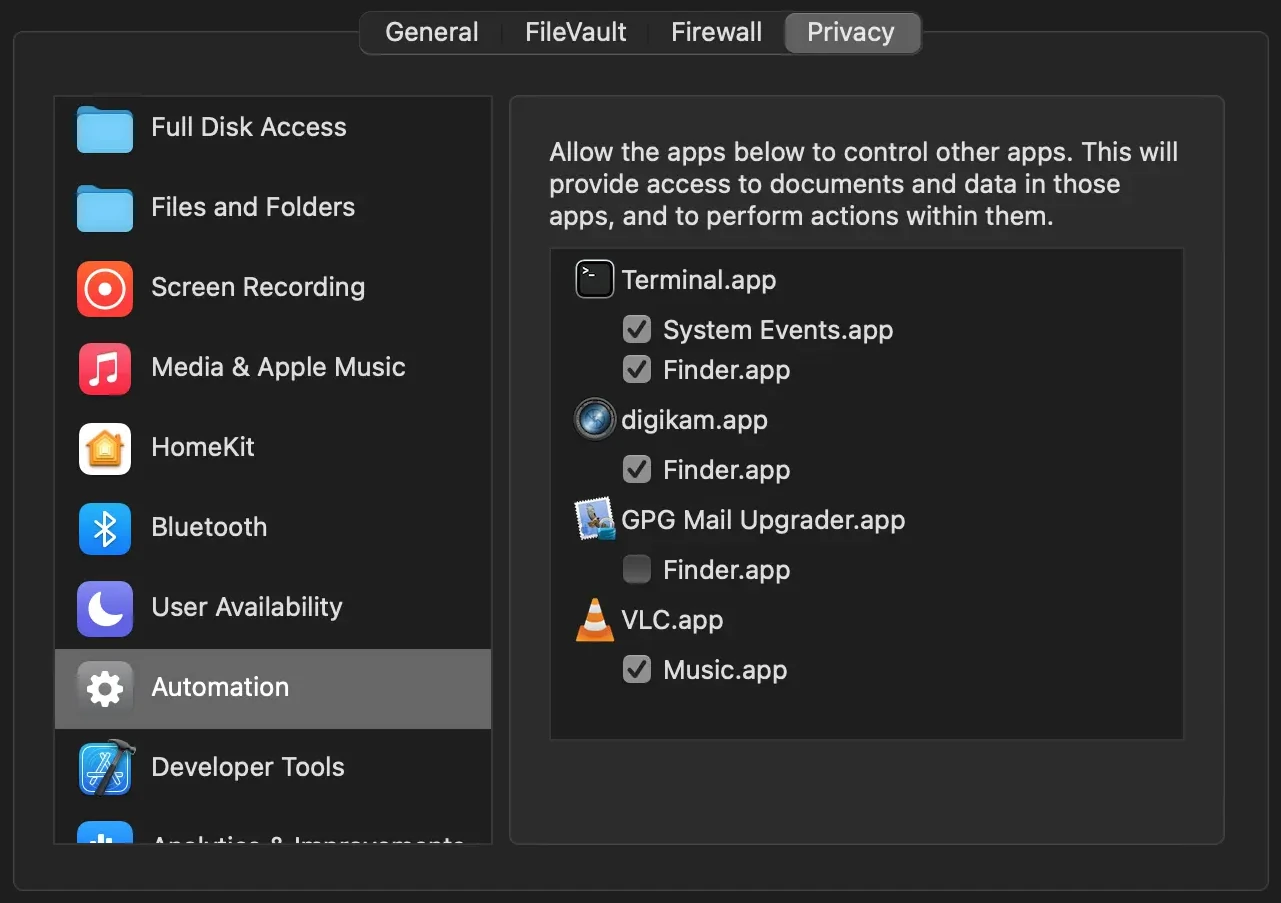 General
FileVault
Firewall
Privacy
Full Disk Access
Files and Folders
Screen Recording
Media & Apple Music
HomeKit
Bluetooth
User Availability
Automation
Developer Tools
Analytics & Improvements
Allow the apps below to control other apps. This will
provide access to documents and data in those
apps, and to perform actions within them.
>-
Terminal.app
System Events.app
Finder.app
digikam.app
Finder.app
GPG Mail Upgrader.app
Finder.app
VLC.app
Music.app